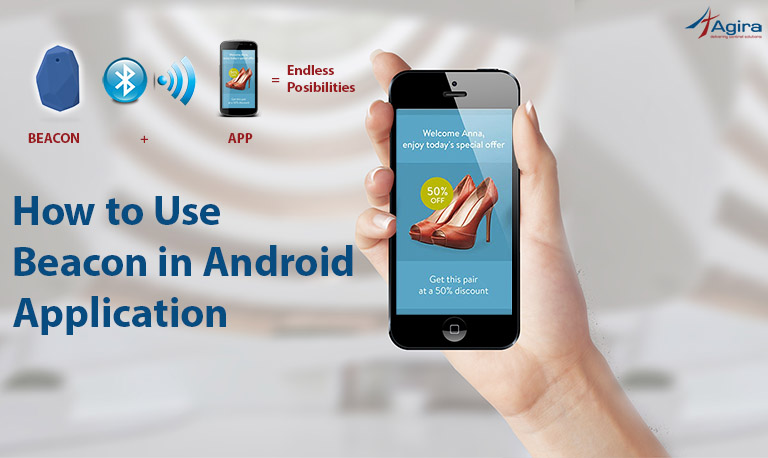 Agira
delivering optimal solutions
Endless
Posibilities
=
BEACON
+
APP
How to Use
Beacon in Android
Application
Welcome Anna,
enjoy today's special offer
50%
OFF
Get this pair
at a 50% discount